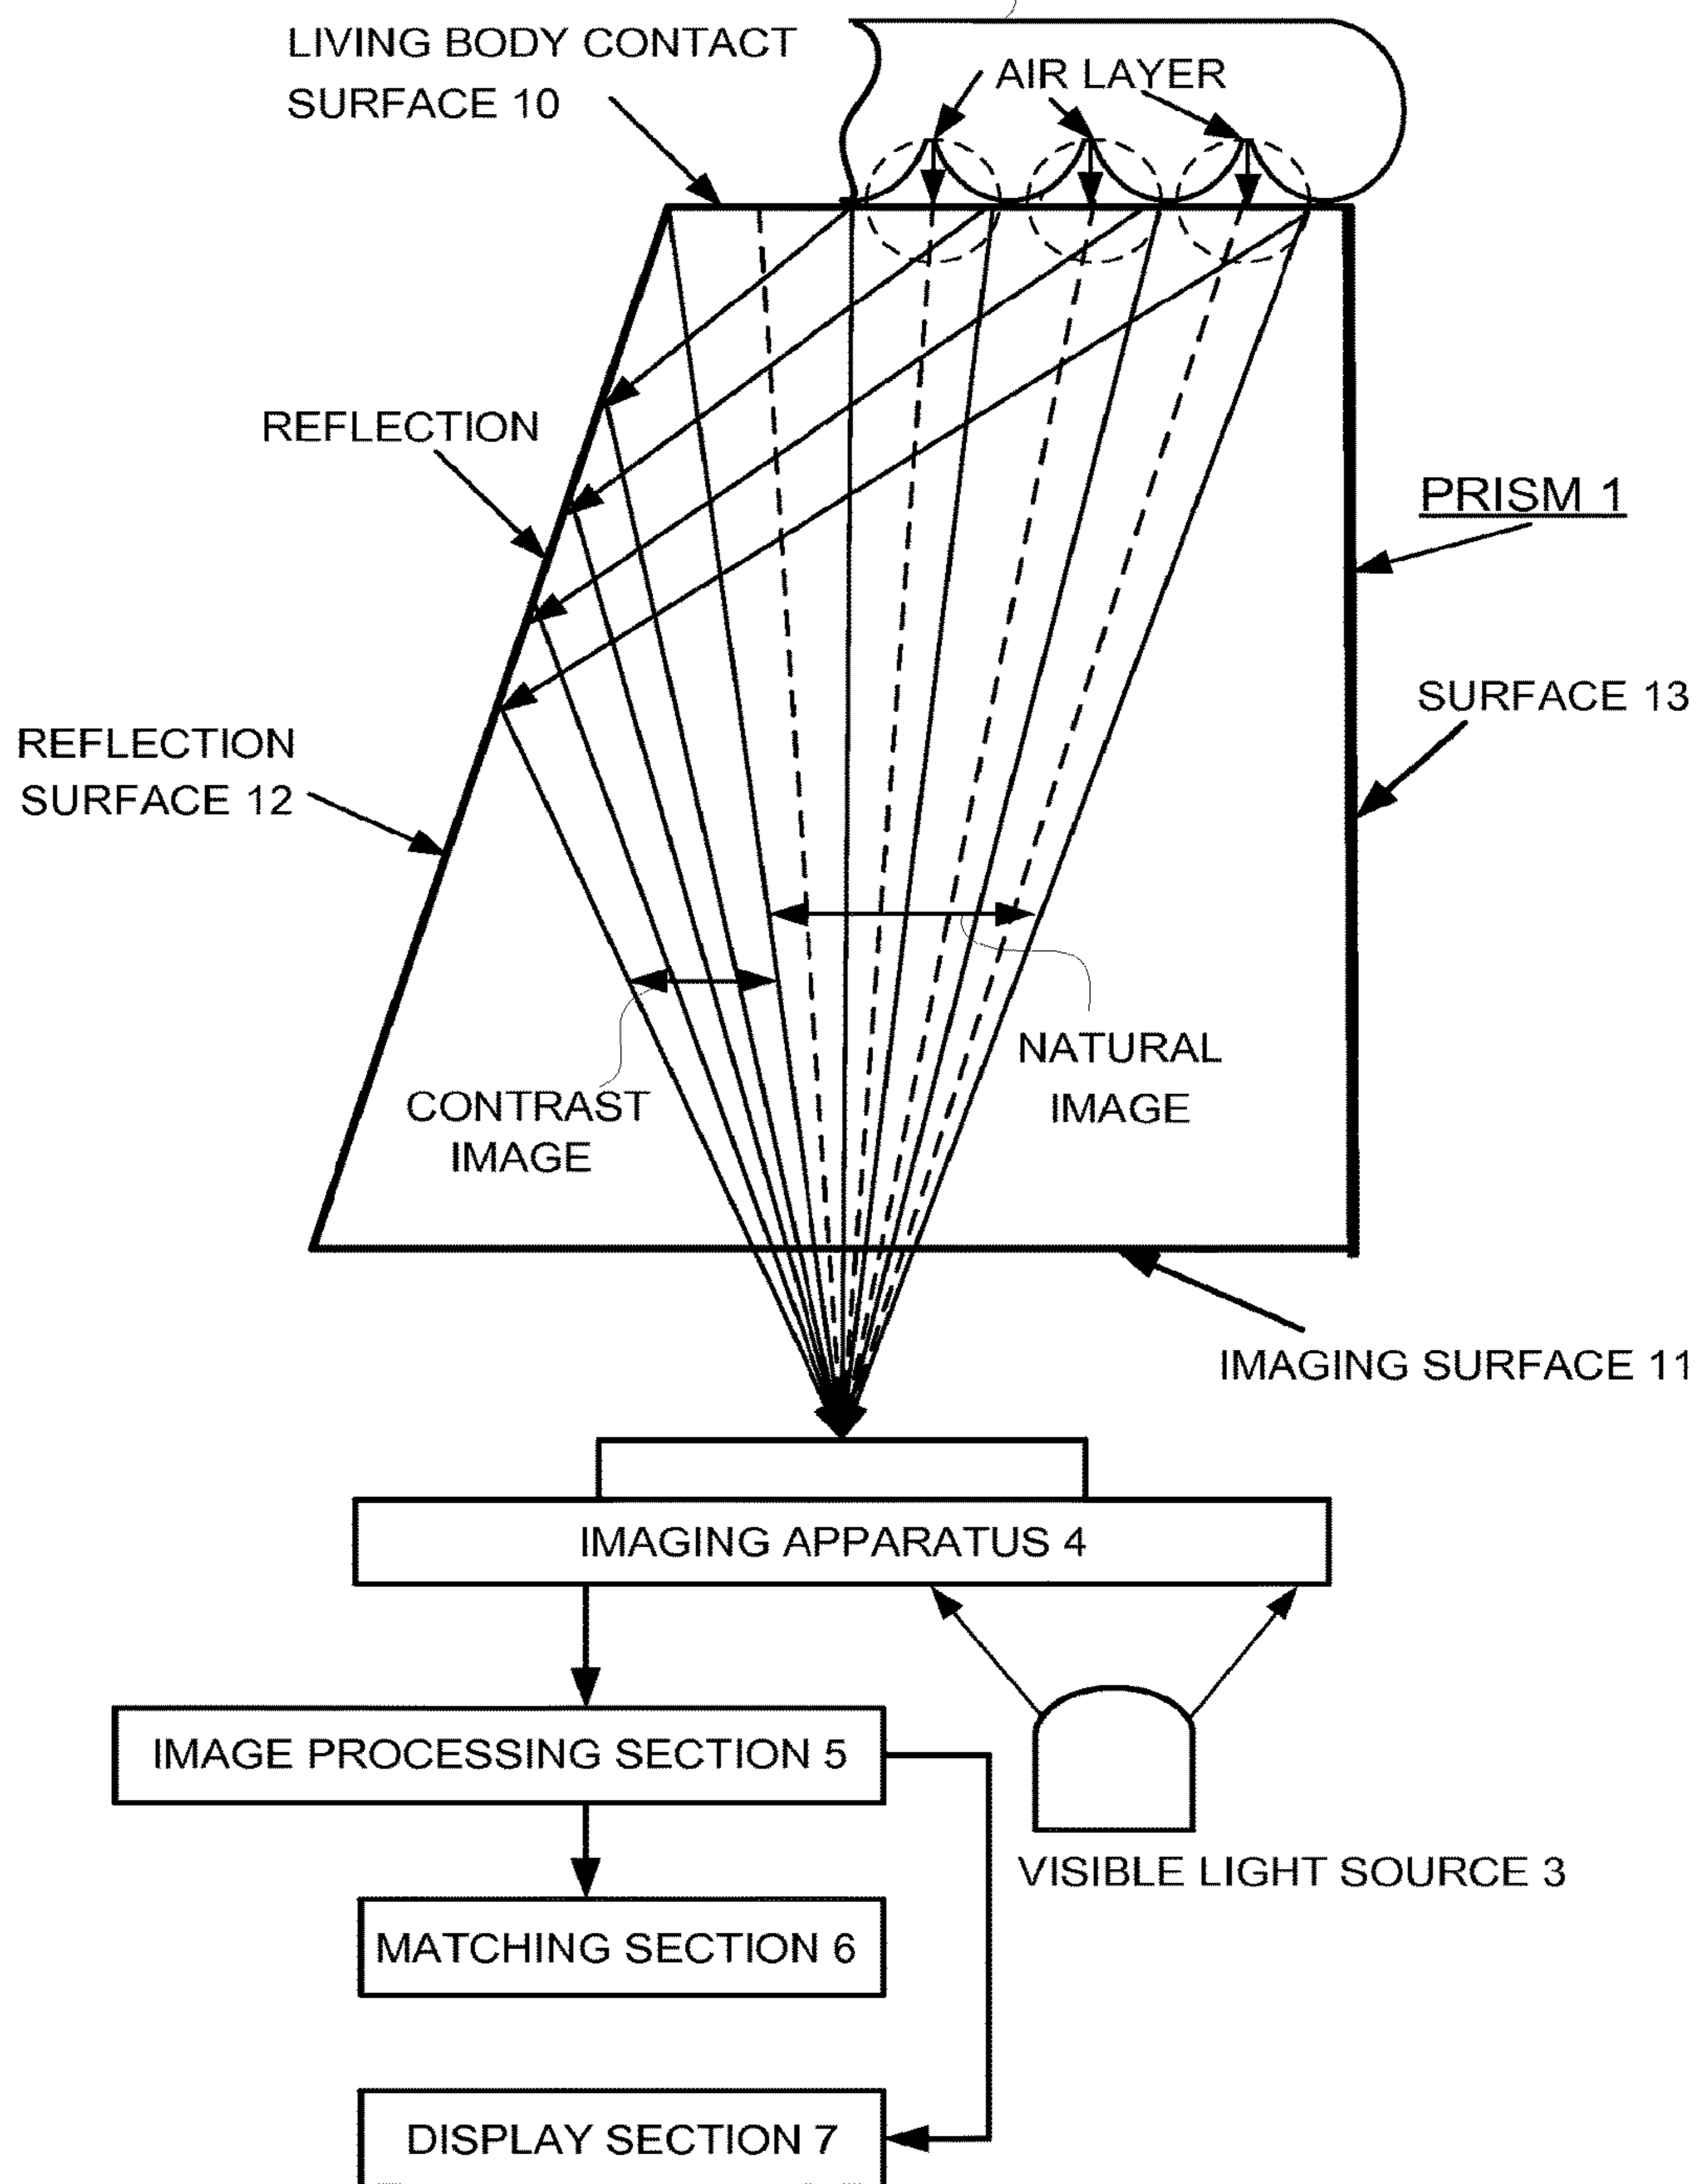 LIVING BODY CONTACT
SURFACE 10
AIR LAYER
REFLECTION
PRISM 1
SURFACE 13
REFLECTION
SURFACE 12
NATURAL
IMAGE
CONTRAST
IMAGE
IMAGING SURFACE 11
IMAGING APPARATUS 4
IMAGE PROCESSING SECTION 5
VISIBLE LIGHT SOURCE 3
MATCHING SECTION 6
DISPLAY SECTION 7